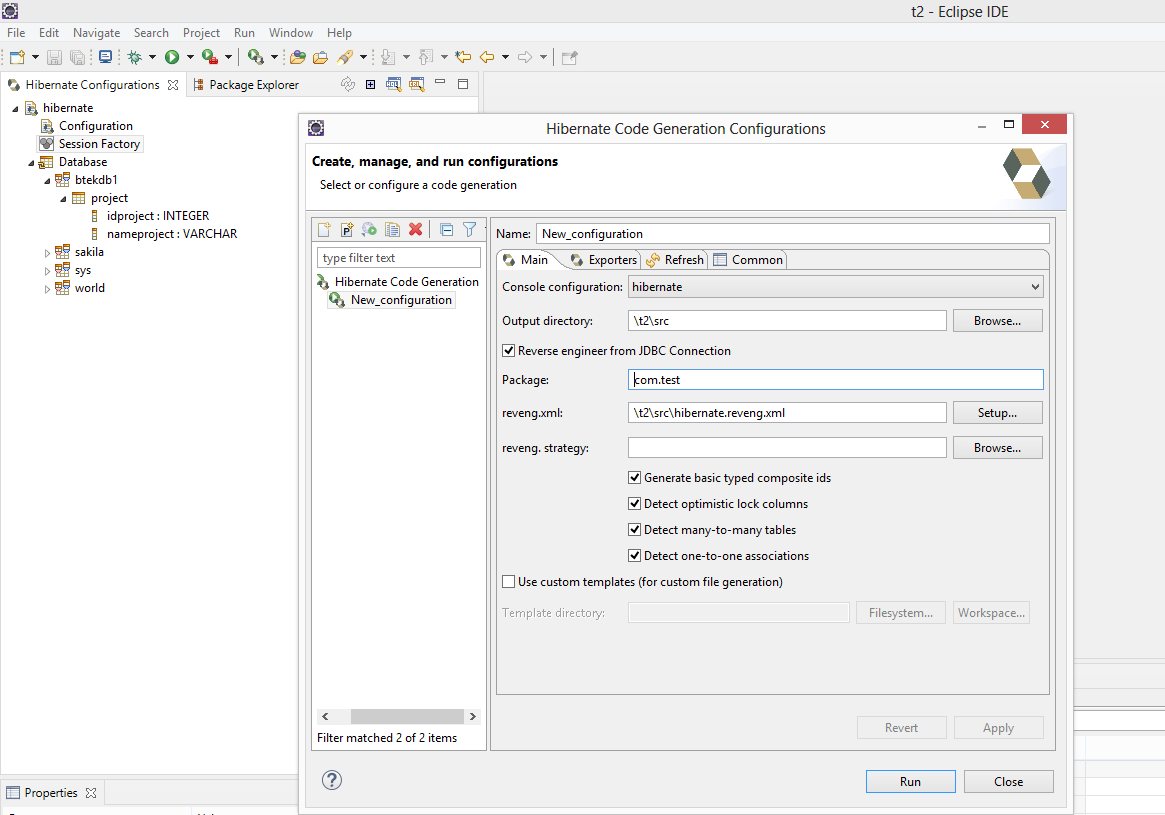 t2 - Eclipse IDE
File Edit Navigate Search Project Run Window Help
Hibernate Configurations Package Explorer
hibernate
Configuration
Session Factory
Database
btekdb1
project
idproject : INTEGER
nameproject : VARCHAR
sakila
sys
world
Properties
Hibernate Code Generation Configurations
Create, manage, and run configurations
Select or configure a code generation
type filter text
Hibernate Code Generation
New_configuration
Filter matched 2 of 2 items
Name: New_configuration
Main Exporters Refresh Common
Console configuration: hibernate
Output directory: \t2\src Browse...
Reverse engineer from JDBC Connection
Package: com.test
reveng.xml: \t2\src\hibernate.reveng.xml Setup...
reveng. strategy: Browse...
Generate basic typed composite ids
Detect optimistic lock columns
Detect many-to-many tables
Detect one-to-one associations
Use custom templates (for custom file generation)
Template directory: Filesystem... Workspace...
Revert Apply
Run Close